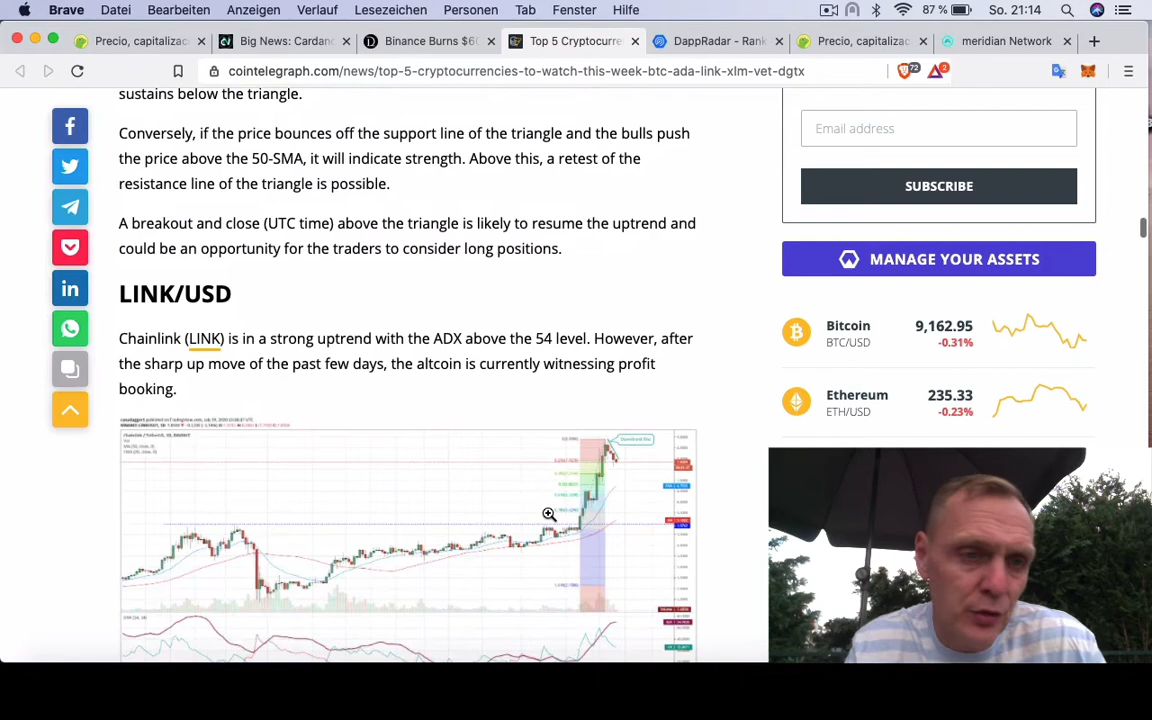 Brave Datei Bearbeiten Anzeigen Verlauf Lesezeichen Personen Tab Fenster Hilfe 87 % So. 21:14
Precio, capitalizac
Big News: Cardano
Binance Burns $60
Top 5 Cryptocurre
DappRadar - Rank
Precio, capitalizac
meridian Network
cointelegraph.com/news/top-5-cryptocurrencies-to-watch-this-week-btc-ada-link-xlm-vet-dgtx
72
2
sustains below the triangle.
Conversely, if the price bounces off the support line of the triangle and the bulls push
the price above the 50-SMA, it will indicate strength. Above this, a retest of the
resistance line of the triangle is possible.
A breakout and close (UTC time) above the triangle is likely to resume the uptrend and
could be an opportunity for the traders to consider long positions.
LINK/USD
Chainlink (LINK) is in a strong uptrend with the ADX above the 54 level. However, after
the sharp up move of the past few days, the altcoin is currently witnessing profit
booking.
Email address
SUBSCRIBE
MANAGE YOUR ASSETS
Bitcoin 9,162.95
BTC/USD -0.31%
Ethereum 235.33
ETH/USD -0.23%